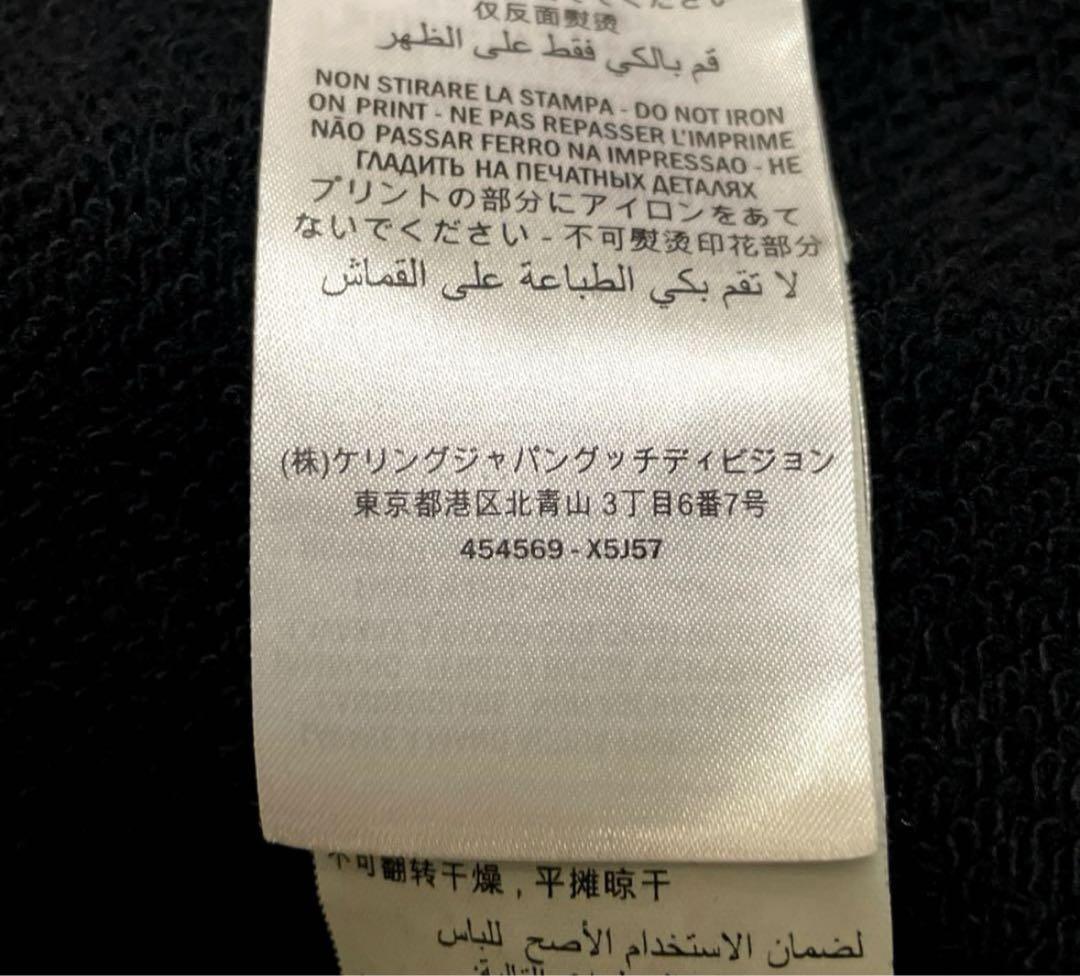 ください
仅反面熨烫
قم بالكي فقط على الظهر
NON STIRARE LA STAMPA - DO NOT IRON
ON PRINT - NE PAS REPASSER L'IMPRIME
NÃO PASSAR FERRO NA IMPRESSAO - НЕ
ГЛАДИТЬ НА ПЕЧАТНЫХ ДЕТАЛЯХ
プリントの部分にアイロンをあて
ないでください - 不可熨烫印花部分
لا تقم بكي الطباعة على القماش
(株)ケリングジャパングッチディビジョン
東京都港区北青山 3丁目6番7号
454569 - X5J57
不可翻转干燥 , 平摊晾干
لضمان الاستخدام الأصح للباس